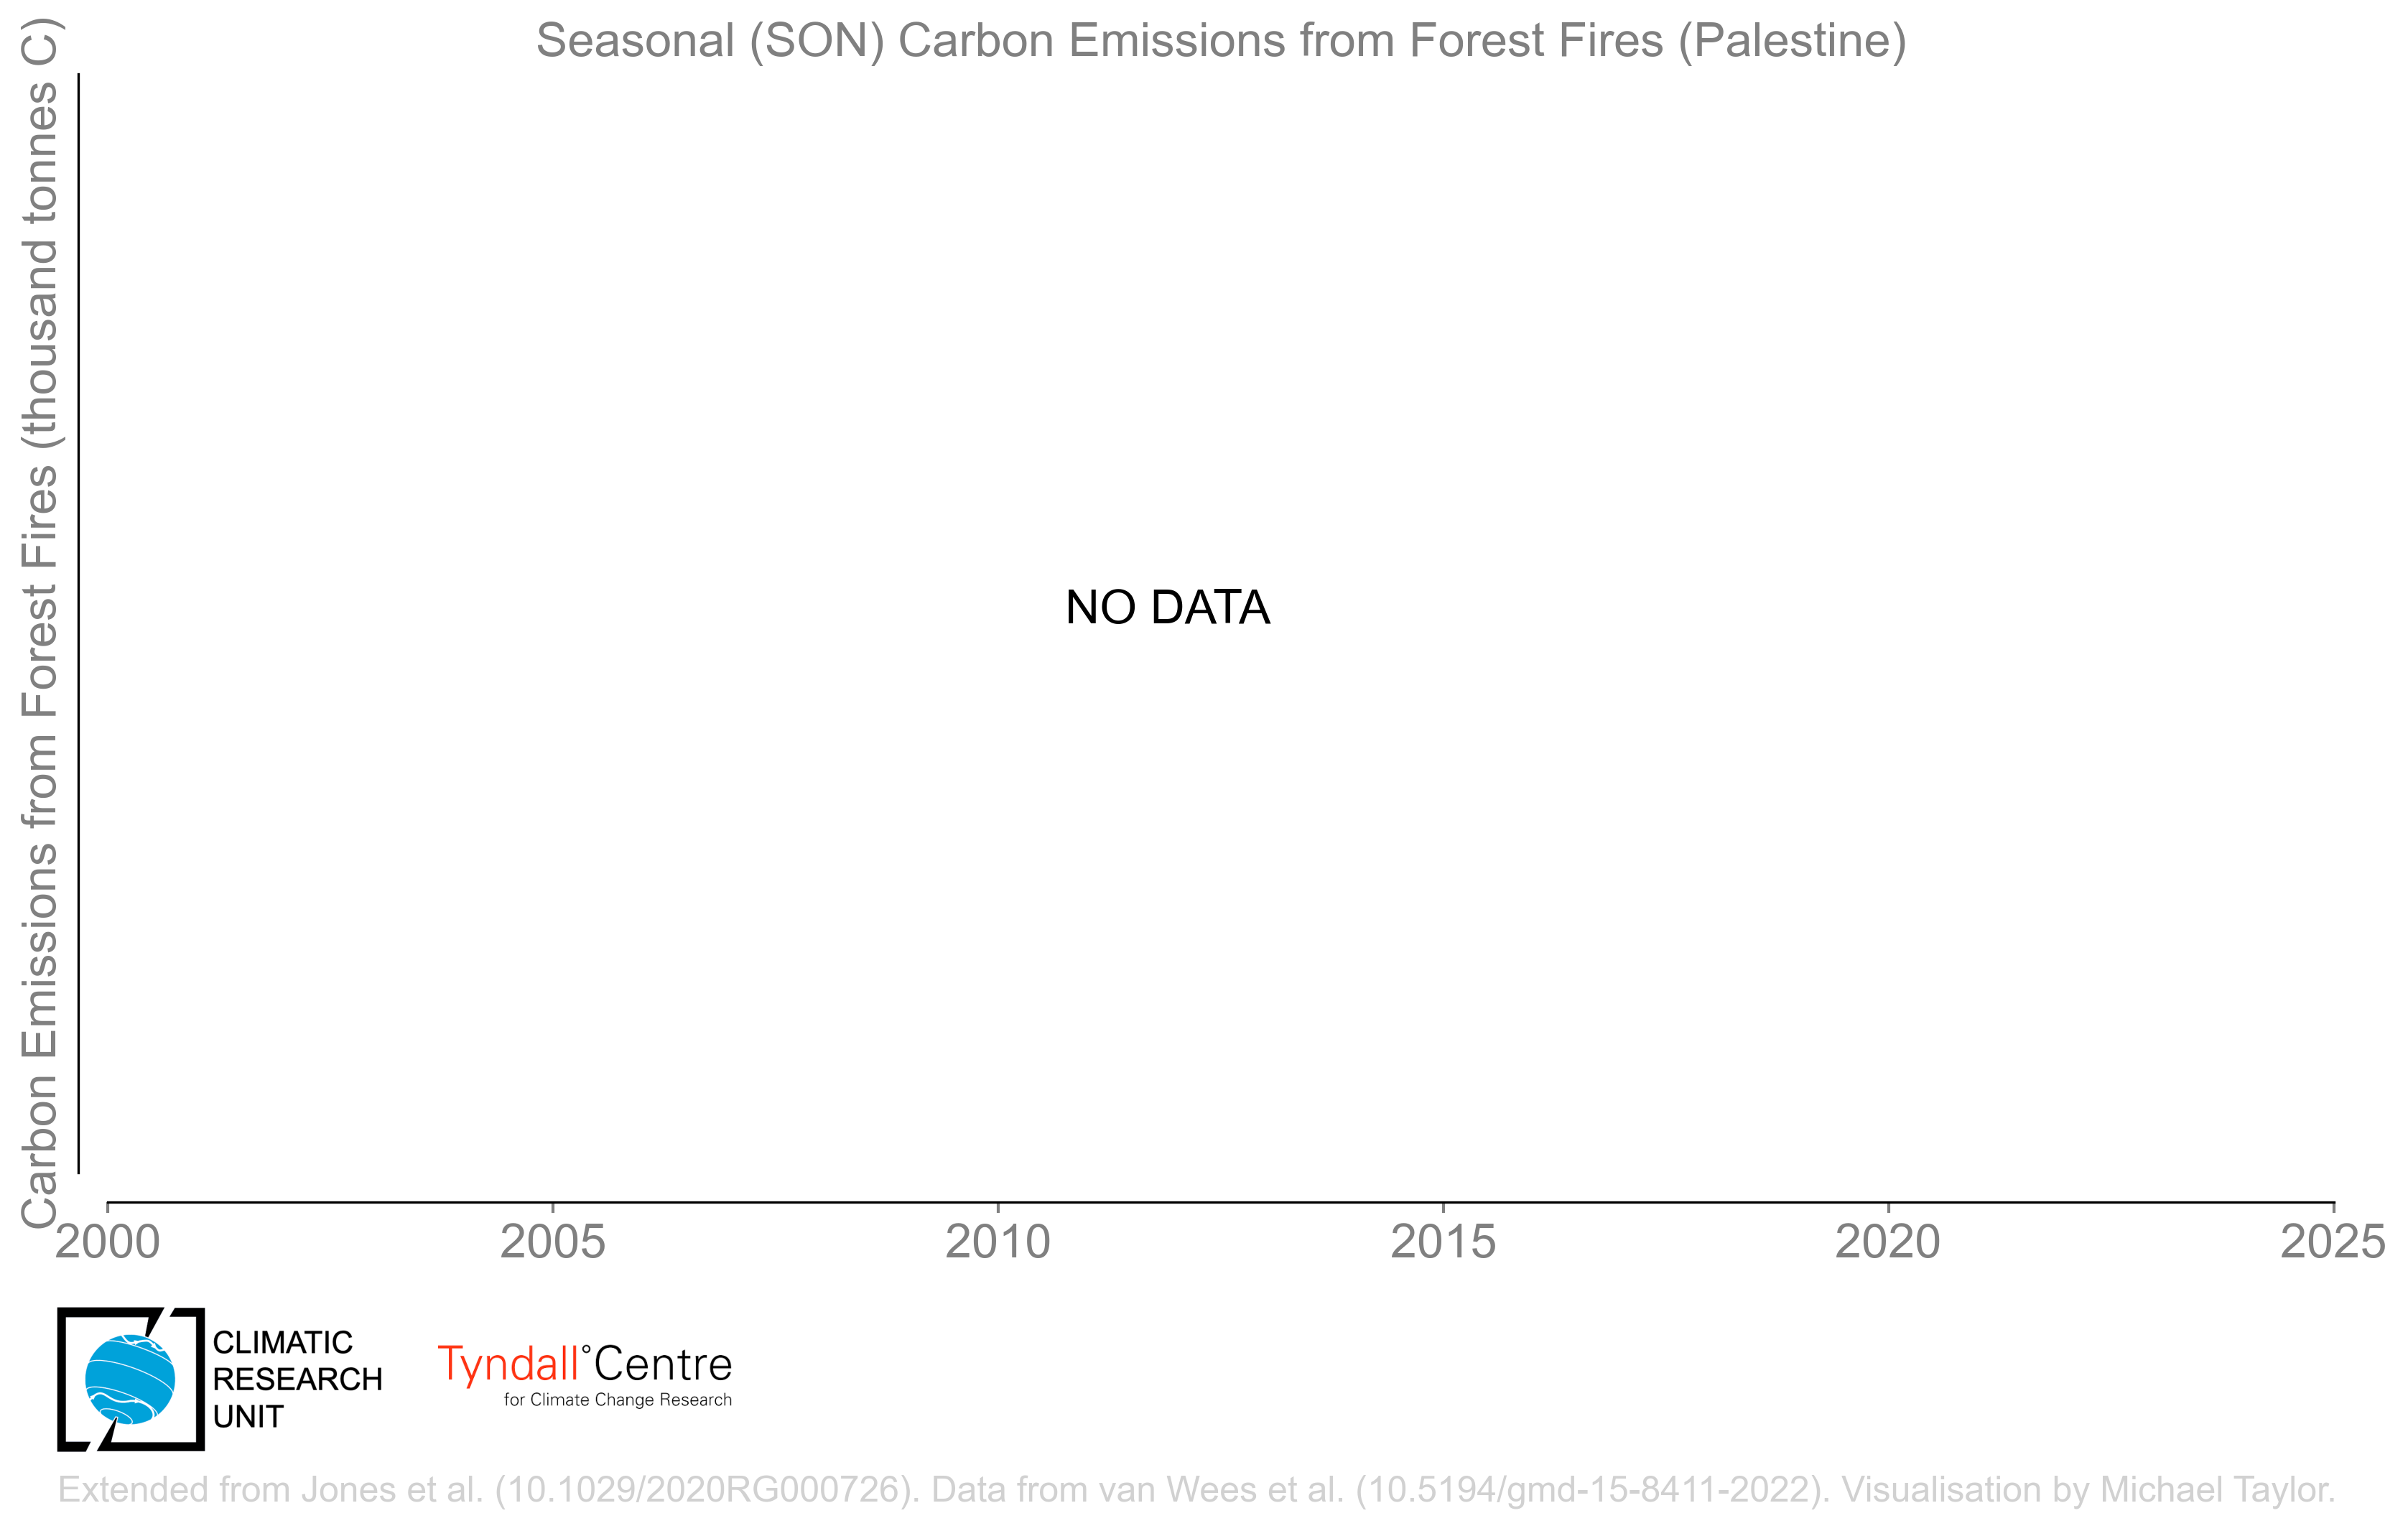 Seasonal (SON) Carbon Emissions from Forest Fires (Palestine)
Carbon Emissions from Forest Fires (thousand tonnes C)
NO DATA
2000 2005 2010 2015 2020 2025
CLIMATIC
RESEARCH
UNIT
Tyndall°Centre
for Climate Change Research
Extended from Jones et al. (10.1029/2020RG000726). Data from van Wees et al. (10.5194/gmd-15-8411-2022). Visualisation by Michael Taylor.